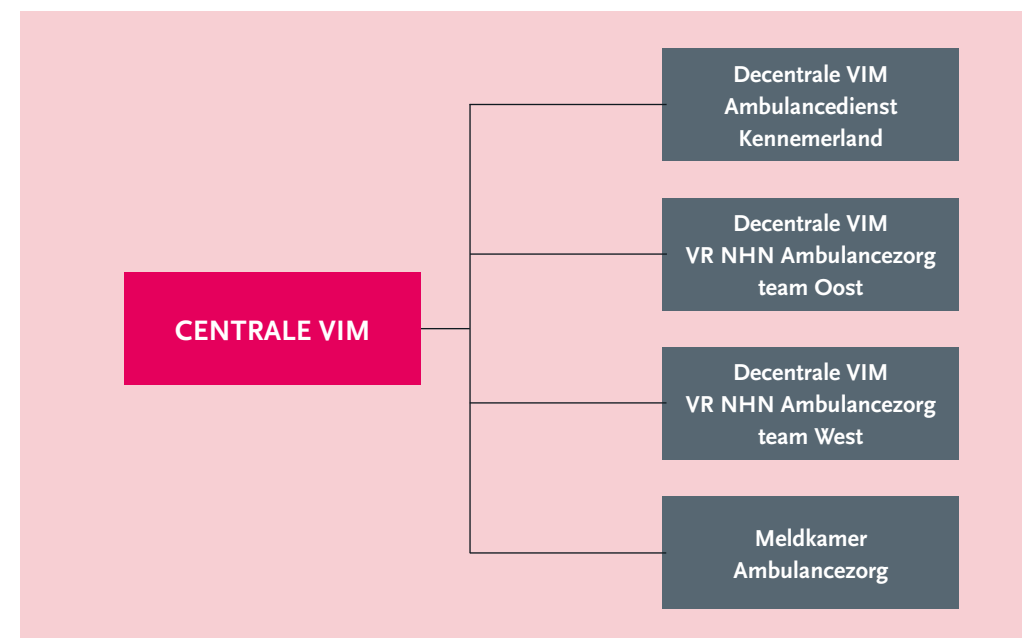 Decentrale VIM
Ambulancedienst
Kennemerland
Decentrale VIM
VR NHN Ambulancezorg
team Oost
CENTRALE VIM
Decentrale VIM
VR NHN Ambulancezorg
team West
Meldkamer
Ambulancezorg